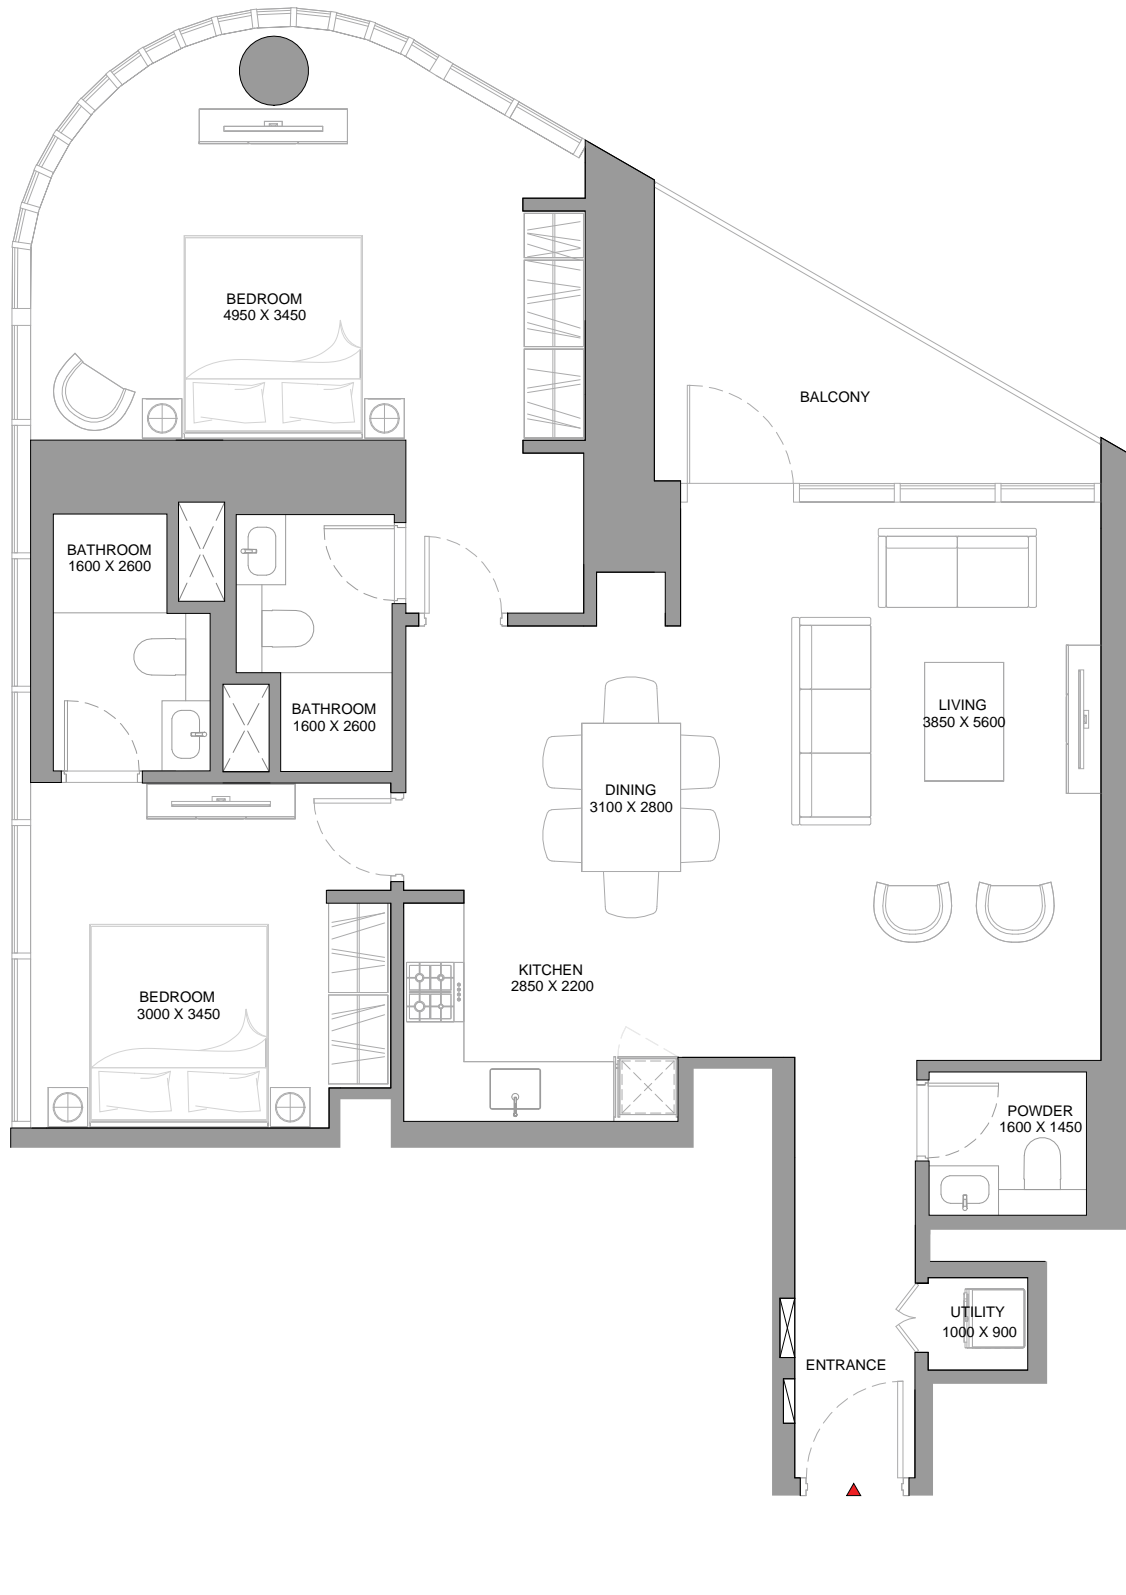 BEDROOM
4950 X 3450
BALCONY
BATHROOM
1600 X 2600
BATHROOM
1600 X 2600
LIVING
3850 X 5600
DINING
3100 X 2800
KITCHEN
2850 X 2200
BEDROOM
3000 X 3450
POWDER
1600 X 1450
UTILITY
1000 X 900
ENTRANCE